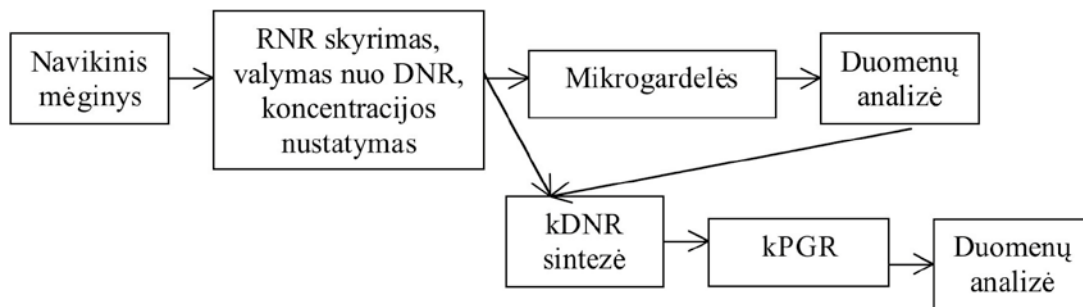 Navikinis
mėginys
RNR skyrimas,
valymas nuo DNR,
koncentracijos
nustatymas
Mikrogardelės
Duomenų
analizė
kDNR
sintezė
kPGR
Duomenų
analizė